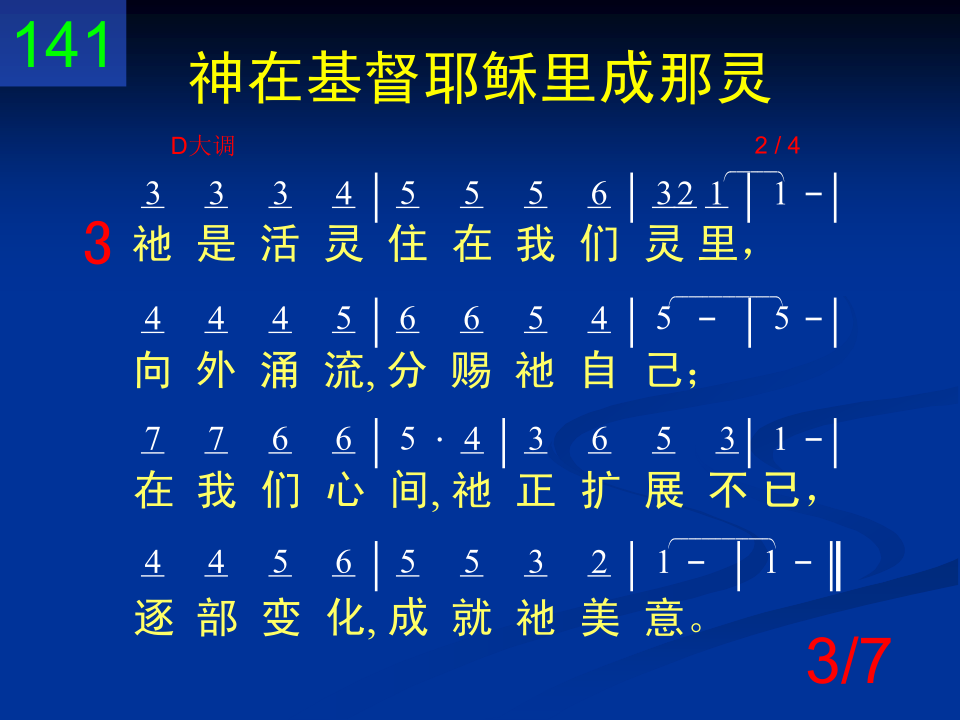 141
神在基督耶稣里成那灵
D大调 2 / 4
3 3 3 4 | 5 5 5 6 | 32 1 | 1 - |
3 祂是活灵住在我们灵里，
4 4 4 5 | 6 6 5 4 | 5 - | 5 - |
向外涌流, 分赐祂自己；
7 7 6 6 | 5 · 4 | 3 6 5 3 | 1 - |
在我们心间, 祂正扩展不已，
4 4 5 6 | 5 5 3 2 | 1 - | 1 - ‖
逐部变化, 成就祂美意。
3/7